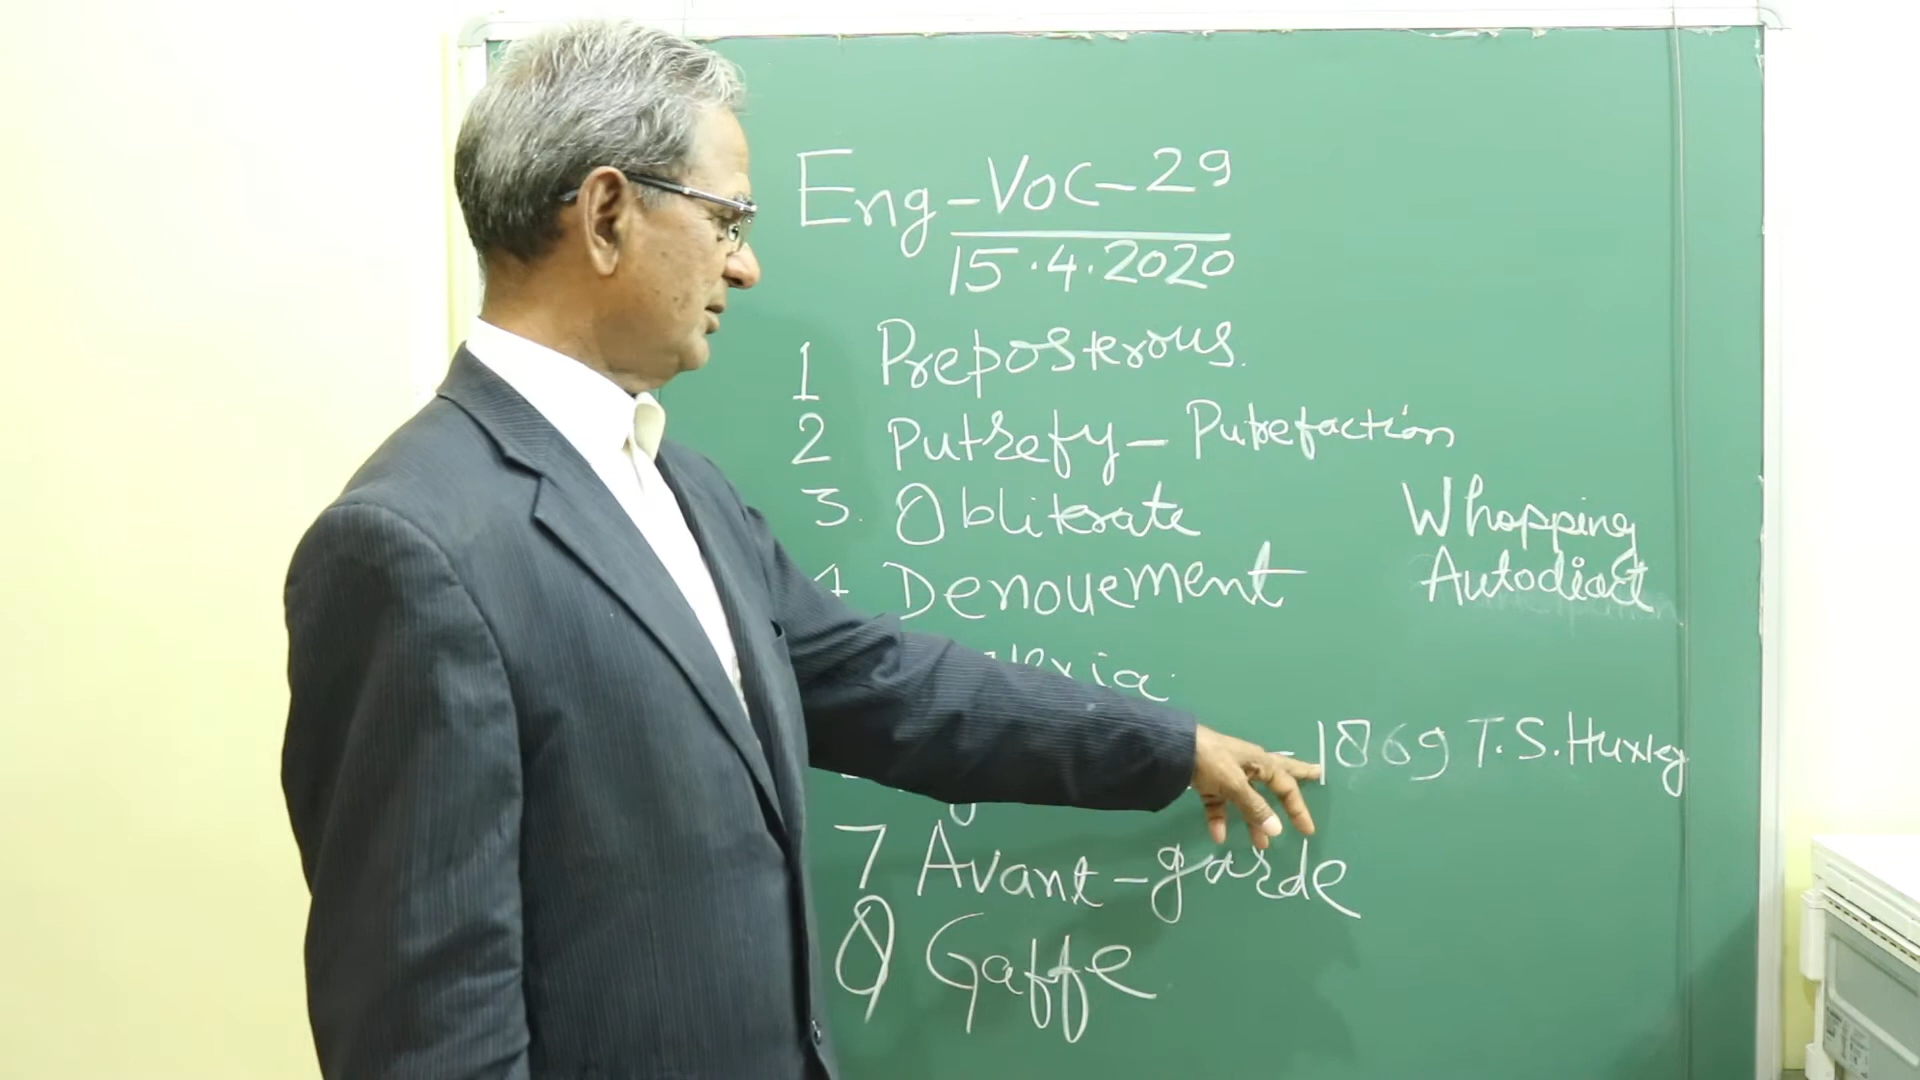 Eng-Voc-29
15.4.2020
1 Preposterous.
2 Putrefy - Putrefaction
3. Obliterate
Whopping
4 Denouement
Autodiact
1869 T.S. Huxley
7 Avant-garde
8 Gaffe